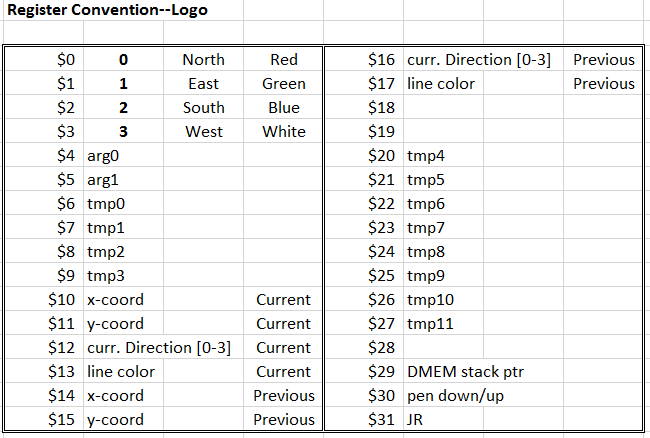 Register Convention--Logo
$0 0 North Red $16 curr. Direction [0-3] Previous
$1 1 East Green $17 line color Previous
$2 2 South Blue $18
$3 3 West White $19
$4 arg0 $20 tmp4
$5 arg1 $21 tmp5
$6 tmp0 $22 tmp6
$7 tmp1 $23 tmp7
$8 tmp2 $24 tmp8
$9 tmp3 $25 tmp9
$10 x-coord Current $26 tmp10
$11 y-coord Current $27 tmp11
$12 curr. Direction [0-3] Current $28
$13 line color Current $29 DMEM stack ptr
$14 x-coord Previous $30 pen down/up
$15 y-coord Previous $31 JR